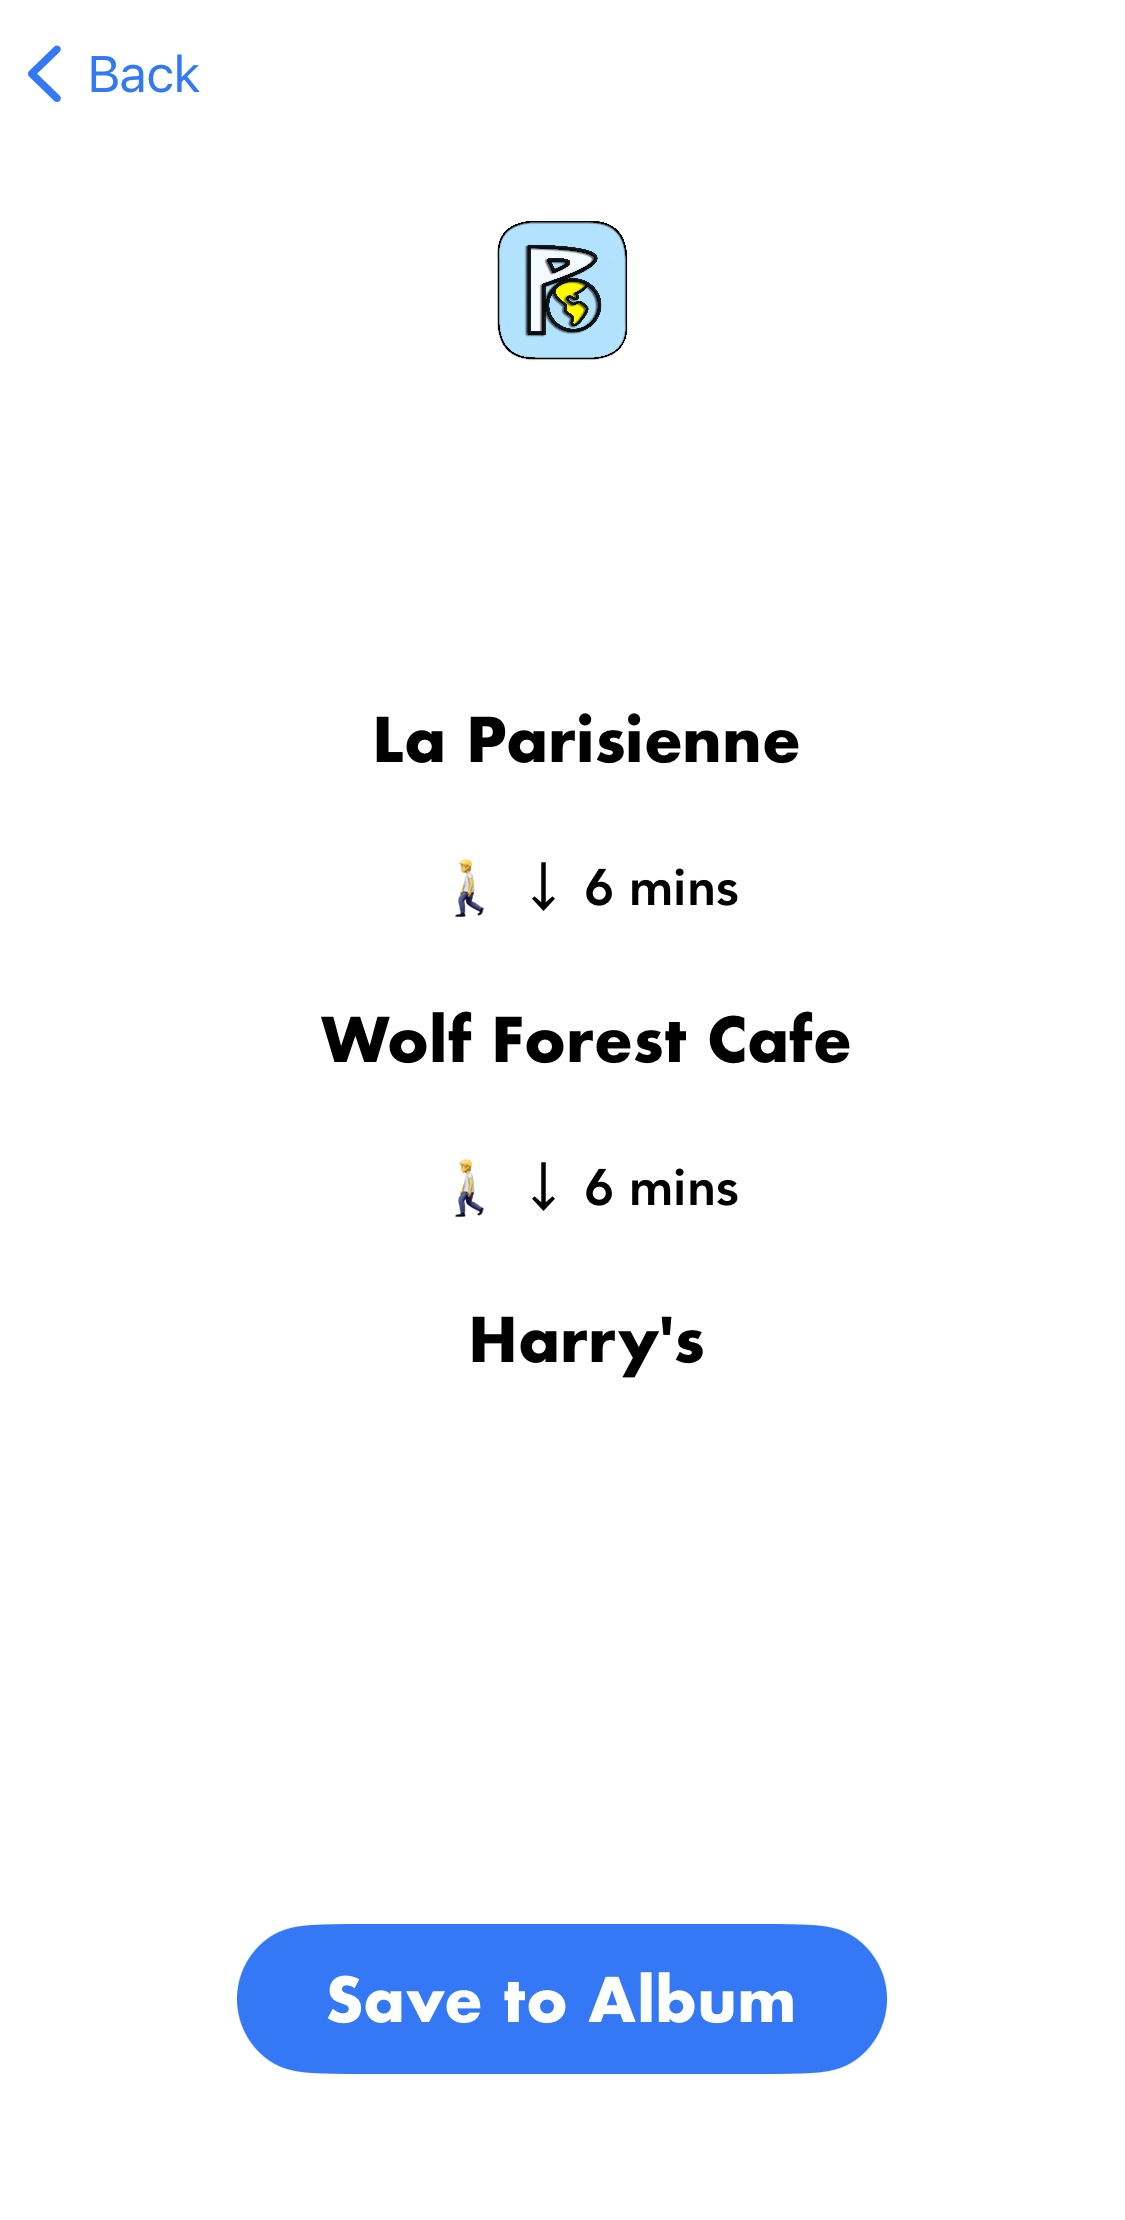 Back
La Parisienne
🚶 ↓ 6 mins
Wolf Forest Cafe
🚶 ↓ 6 mins
Harry's
Save to Album